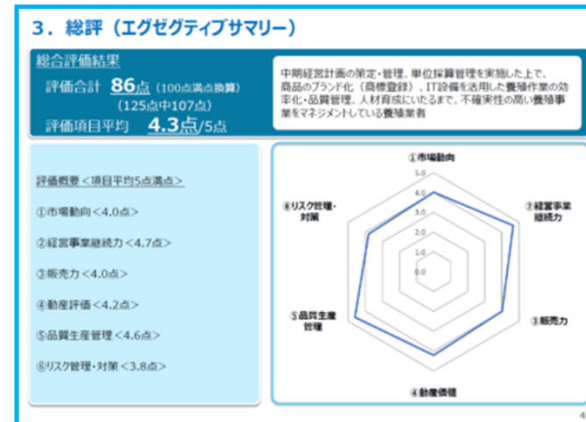 3．総評（エグゼグティブサマリー）
総合評価結果
評価合計 86点（100点満点換算）
（125点中107点）
評価項目平均 4.3点/5点
中期経営計画の策定・管理、単位採算管理を実施した上で、
商品のブランド化（商標登録）、IT設備を活用した養殖作業の効
率化・品質管理、人材育成にいたるまで、不確実性の高い養殖事
業をマネジメントしている養殖業者
評価概要＜項目平均5点満点＞
①市場動向＜4.0点＞
②経営事業継続力＜4.7点＞
③販売力＜4.0点＞
④動産評価＜4.2点＞
⑤品質生産管理＜4.6点＞
⑥リスク管理・対策＜3.8点＞
①市場動向
5.0
4.0
3.0
2.0
1.0
0.0
②経営事業
継続力
③販売力
④動産価値
⑤品質生産
管理
⑥リスク管理・
対策
4